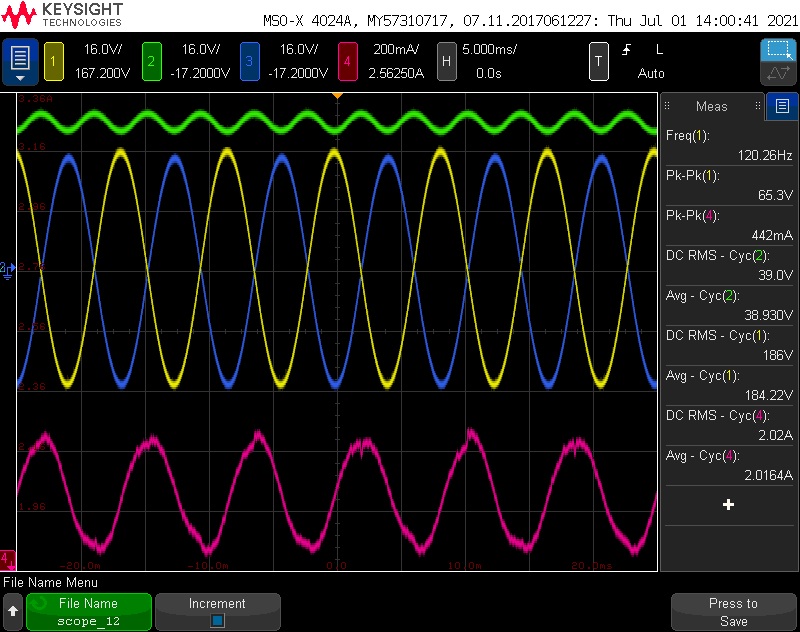 KEYSIGHT
TECHNOLOGIES
MSO-X 4024A, MY57310717, 07.11.2017061227: Thu Jul 01 14:00:41 2021
1 16.0V/ 2 16.0V/ 3 16.0V/ 4 200mA/ H 5.000ms/ T L
167.200V -17.2000V -17.2000V 2.56250A 0.0s Auto
Meas
Freq(1):
120.26Hz
Pk-Pk(1):
65.3V
Pk-Pk(4):
442mA
DC RMS - Cyc(2):
39.0V
Avg - Cyc(2):
38.930V
DC RMS - Cyc(1):
186V
Avg - Cyc(1):
184.22V
DC RMS - Cyc(4):
2.02A
Avg - Cyc(4):
2.0164A
+
3.36A
-20.0m -10.0m 0.0 10.0m 20.0m
4
File Name Menu
File Name
scope_12
Increment
Press to
Save